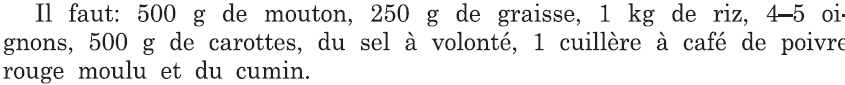 Il faut: 500 g de mouton, 250 g de graisse, 1 kg de riz, 4–5 oi-
gnons, 500 g de carottes, du sel à volonté, 1 cuillère à café de poivre
rouge moulu et du cumin.